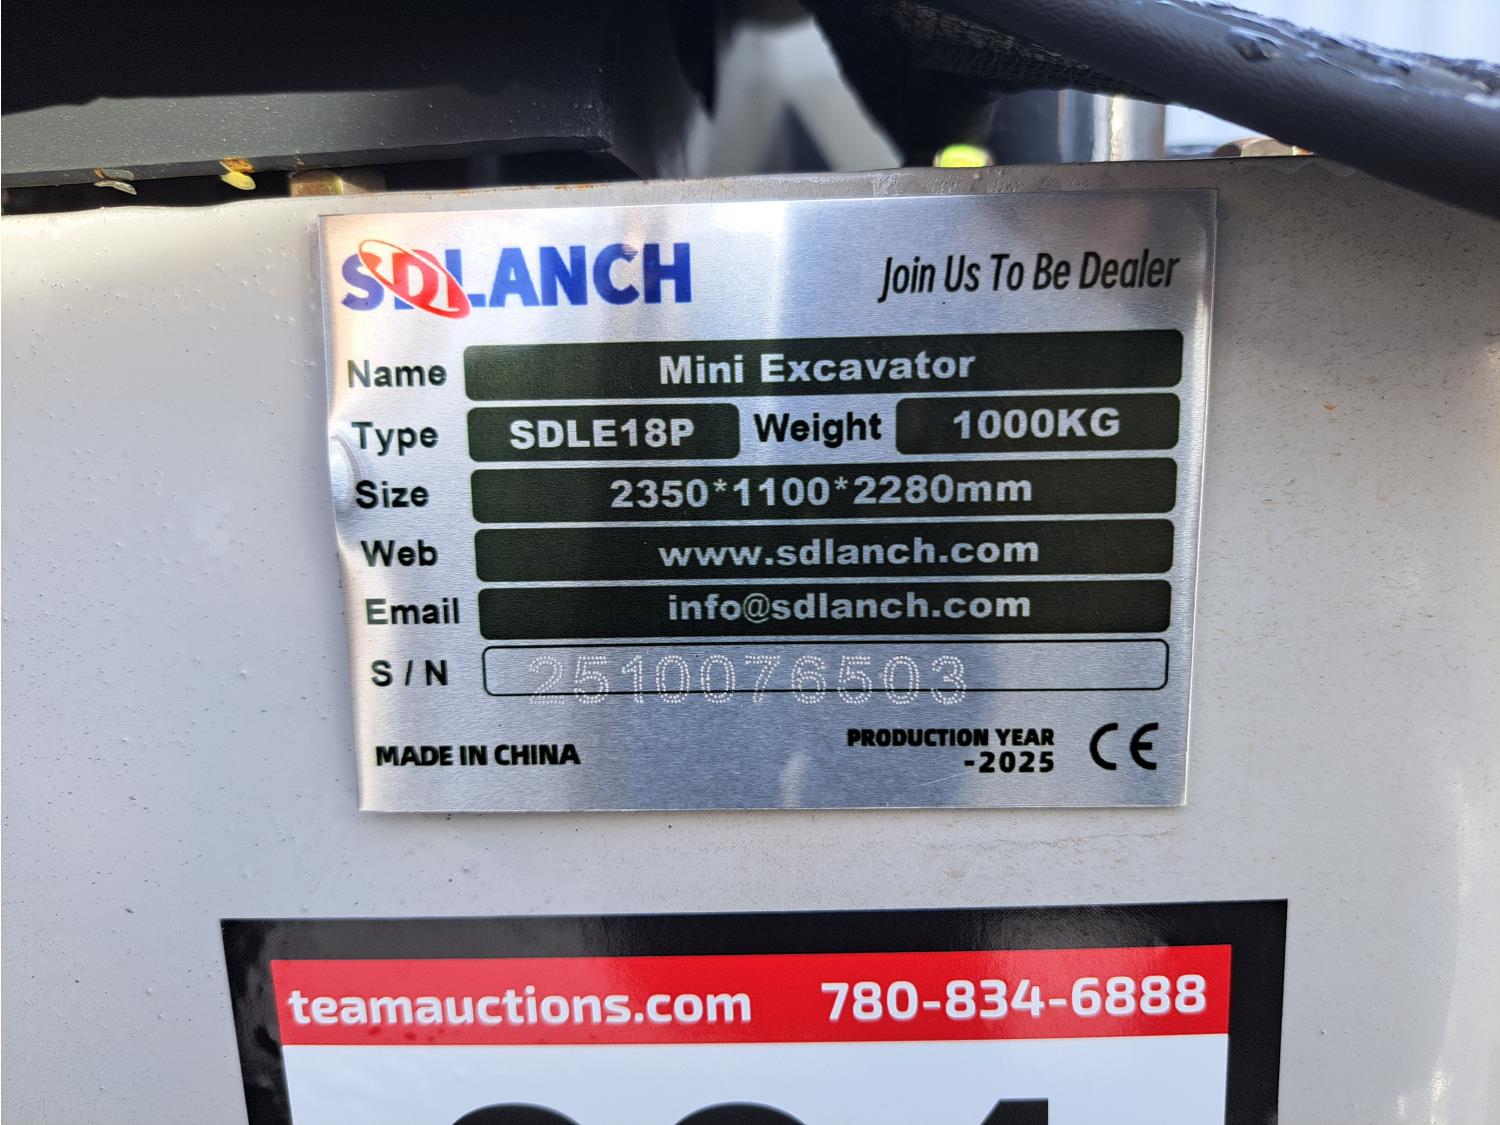 SDLANCH Join Us To Be Dealer
Name Mini Excavator
Type SDLE18P Weight 1000KG
Size 2350*1100*2280mm
Web www.sdlanch.com
Email info@sdlanch.com
S / N 2510076503
MADE IN CHINA PRODUCTION YEAR
-2025 CE
teamauctions.com 780-834-6888